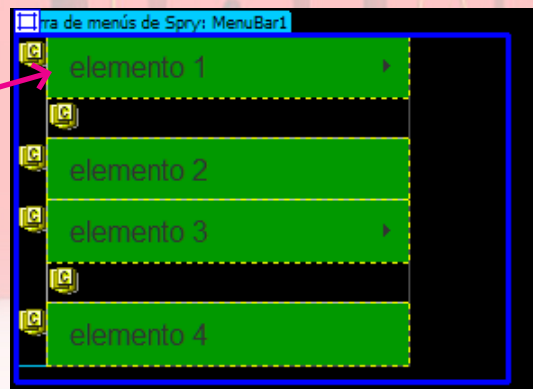 rra de menús de Spry: MenuBar1
elemento 1
elemento 2
elemento 3
elemento 4